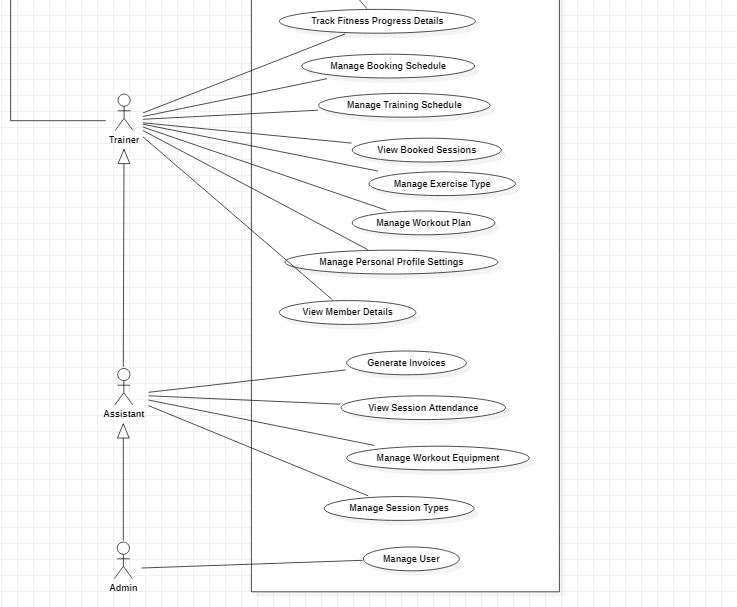 Track Fitness Progress Details
Manage Booking Schedule
Manage Training Schedule
Trainer
View Booked Sessions
Manage Exercise Type
Manage Workout Plan
Manage Personal Profile Settings
View Member Details
Generate Invoices
View Session Attendance
Assistant
Manage Workout Equipment
Manage Session Types
Manage User
Admin